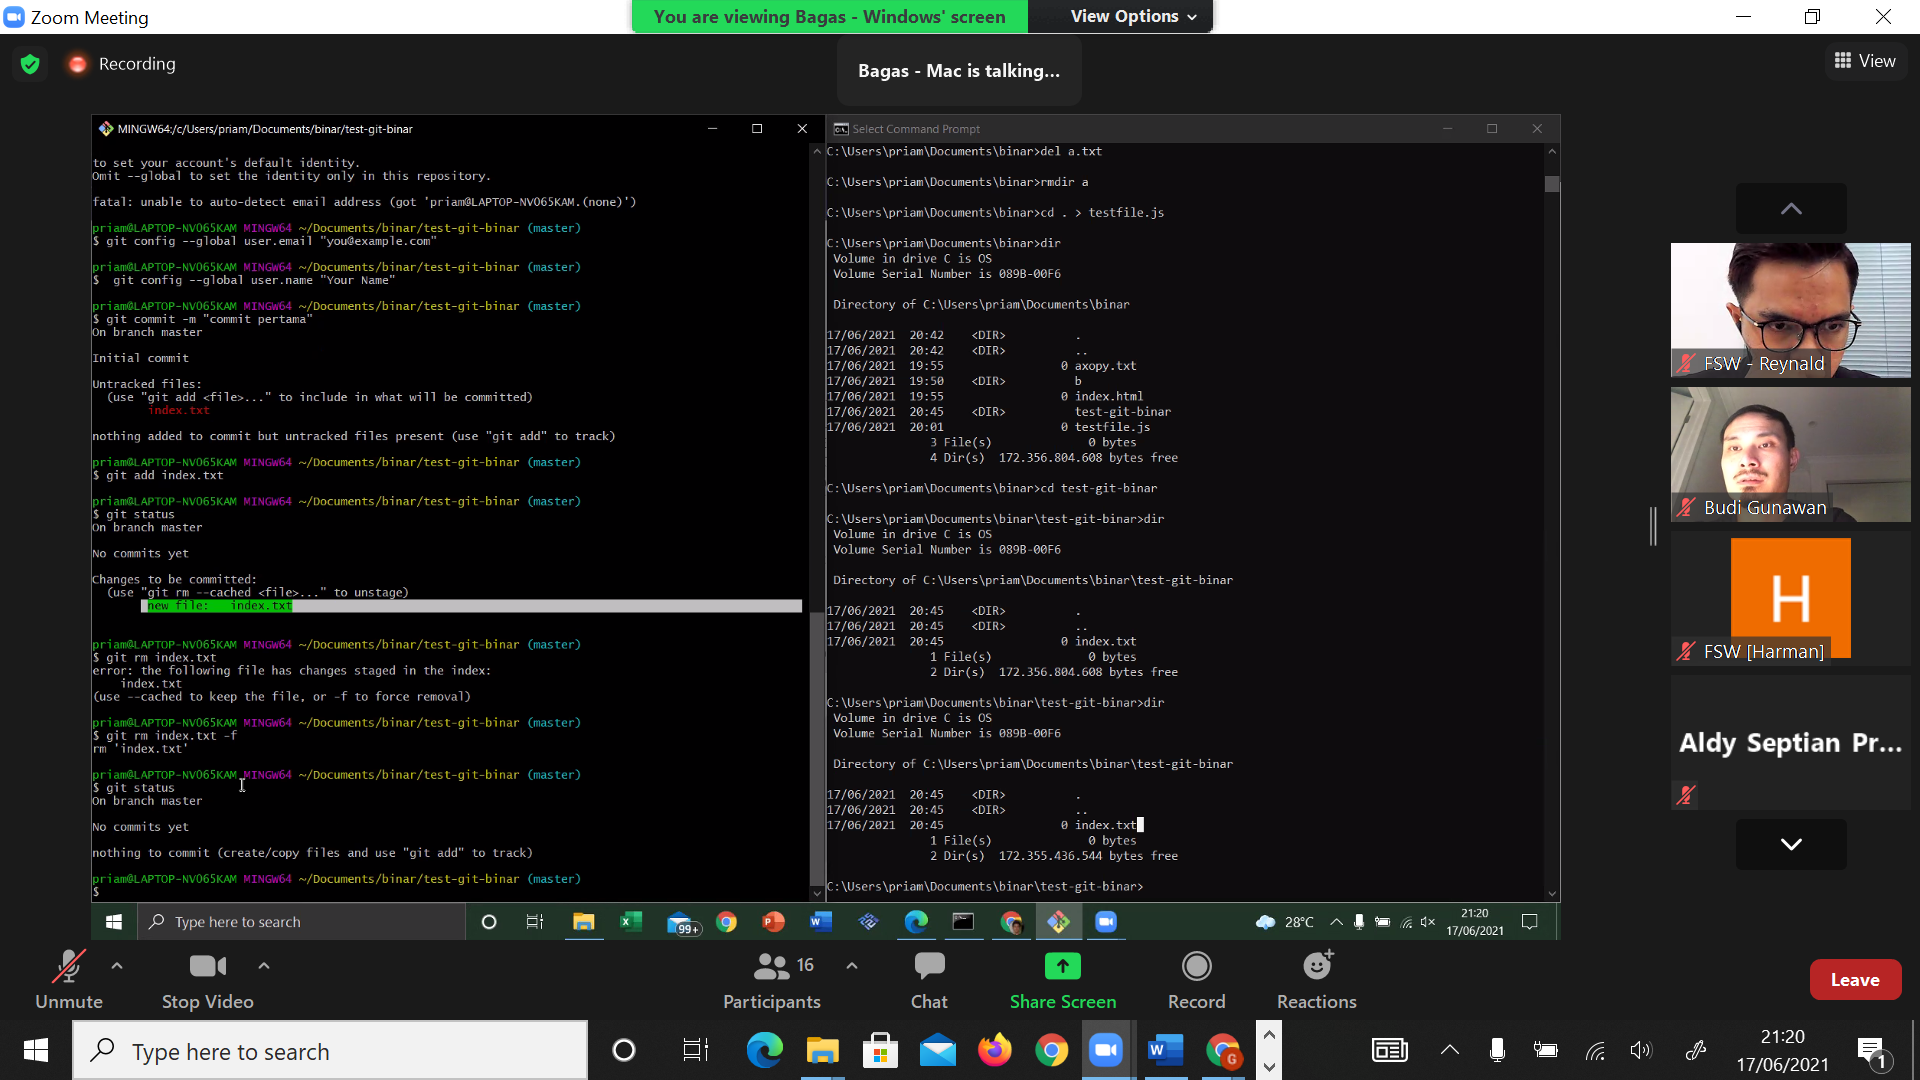 Zoom Meeting
You are viewing Bagas - Windows' screen
View Options
Recording
Bagas - Mac is talking...
View
MINGW64:/c/Users/priam/Documents/binar/test-git-binar
to set your account's default identity.
Omit --global to set the identity only in this repository.
fatal: unable to auto-detect email address (got 'priam@LAPTOP-NVO65KAM.(none)')
priam@LAPTOP-NVO65KAM MINGW64 ~/Documents/binar/test-git-binar (master)
$ git config --global user.email "you@example.com"
priam@LAPTOP-NVO65KAM MINGW64 ~/Documents/binar/test-git-binar (master)
$  git config --global user.name "Your Name"
priam@LAPTOP-NVO65KAM MINGW64 ~/Documents/binar/test-git-binar (master)
$ git commit -m "commit pertama"
On branch master
Initial commit
Untracked files:
(use "git add <file>..." to include in what will be committed)
index.txt
nothing added to commit but untracked files present (use "git add" to track)
priam@LAPTOP-NVO65KAM MINGW64 ~/Documents/binar/test-git-binar (master)
$ git add index.txt
priam@LAPTOP-NVO65KAM MINGW64 ~/Documents/binar/test-git-binar (master)
$ git status
On branch master
No commits yet
Changes to be committed:
(use "git rm --cached <file>..." to unstage)
new file:   index.txt
priam@LAPTOP-NVO65KAM MINGW64 ~/Documents/binar/test-git-binar (master)
$ git rm index.txt
error: the following file has changes staged in the index:
index.txt
(use --cached to keep the file, or -f to force removal)
priam@LAPTOP-NVO65KAM MINGW64 ~/Documents/binar/test-git-binar (master)
$ git rm index.txt -f
rm 'index.txt'
priam@LAPTOP-NVO65KAM MINGW64 ~/Documents/binar/test-git-binar (master)
$ git status
On branch master
No commits yet
nothing to commit (create/copy files and use "git add" to track)
priam@LAPTOP-NVO65KAM MINGW64 ~/Documents/binar/test-git-binar (master)
$
Select Command Prompt
C:\Users\priam\Documents\binar>del a.txt
C:\Users\priam\Documents\binar>rmdir a
C:\Users\priam\Documents\binar>cd . > testfile.js
C:\Users\priam\Documents\binar>dir
Volume in drive C is OS
Volume Serial Number is 089B-00F6
Directory of C:\Users\priam\Documents\binar
17/06/2021  20:42    <DIR>          .
17/06/2021  20:42    <DIR>          ..
17/06/2021  19:55                 0 axopy.txt
17/06/2021  19:50    <DIR>          b
17/06/2021  19:55                 0 index.html
17/06/2021  20:45    <DIR>          test-git-binar
17/06/2021  20:01                 0 testfile.js
3 File(s)              0 bytes
4 Dir(s)  172.356.804.608 bytes free
C:\Users\priam\Documents\binar>cd test-git-binar
C:\Users\priam\Documents\binar\test-git-binar>dir
Volume in drive C is OS
Volume Serial Number is 089B-00F6
Directory of C:\Users\priam\Documents\binar\test-git-binar
17/06/2021  20:45    <DIR>          .
17/06/2021  20:45    <DIR>          ..
17/06/2021  20:45                 0 index.txt
1 File(s)              0 bytes
2 Dir(s)  172.356.804.608 bytes free
C:\Users\priam\Documents\binar\test-git-binar>dir
Volume in drive C is OS
Volume Serial Number is 089B-00F6
Directory of C:\Users\priam\Documents\binar\test-git-binar
17/06/2021  20:45    <DIR>          .
17/06/2021  20:45    <DIR>          ..
17/06/2021  20:45                 0 index.txt
1 File(s)              0 bytes
2 Dir(s)  172.355.436.544 bytes free
C:\Users\priam\Documents\binar\test-git-binar>
FSW - Reynald
Budi Gunawan
H
FSW [Harman]
Aldy Septian Pr...
Type here to search
99+
28°C
21:20
17/06/2021
Unmute
Stop Video
16
Participants
Chat
Share Screen
Record
Reactions
Leave
Type here to search
G
21:20
17/06/2021
1